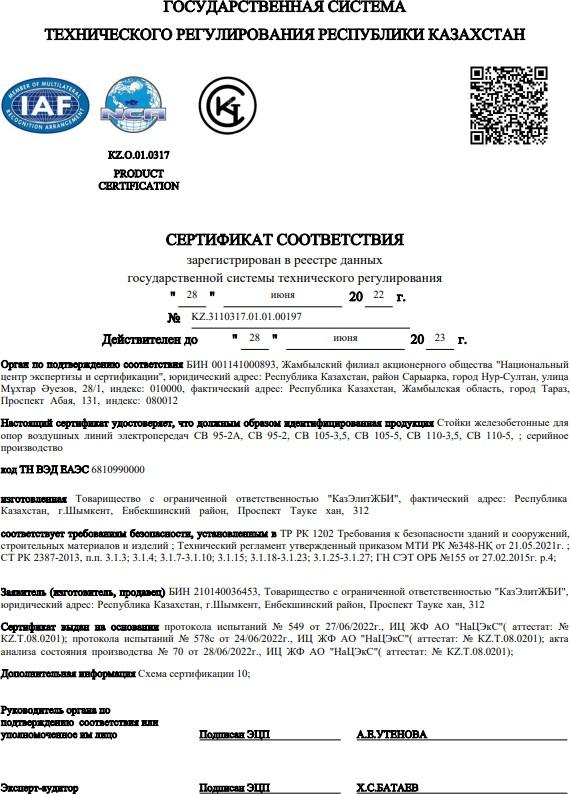 ГОСУДАРСТВЕННАЯ СИСТЕМА
ТЕХНИЧЕСКОГО РЕГУЛИРОВАНИЯ РЕСПУБЛИКИ КАЗАХСТАН
MEMBER OF MULTILATERAL
IAF
RECOGNITION ARRANGEMENT
NCA
KZ.O.01.0317
PRODUCT
CERTIFICATION
СЕРТИФИКАТ СООТВЕТСТВИЯ
зарегистрирован в реестре данных
государственной системы технического регулирования
" 28 " июня 20 22 г.
№ KZ.3110317.01.01.00197
Действителен до " 28 " июня 20 23 г.
Орган по подтверждению соответствия БИН 001141000893, Жамбылский филиал акционерного общества "Национальный
центр экспертизы и сертификации", юридический адрес: Республика Казахстан, район Сарыарка, город Нур-Султан, улица
Мұхтар Әуезов, 28/1, индекс: 010000, фактический адрес: Республика Казахстан, Жамбылская область, город Тараз,
Проспект Абая, 131, индекс: 080012
Настоящий сертификат удостоверяет, что должным образом идентифицированная продукция Стойки железобетонные для
опор воздушных линий электропередач СВ 95-2А, СВ 95-2, СВ 105-3,5, СВ 105-5, СВ 110-3,5, СВ 110-5, ; серийное
производство
код ТН ВЭД ЕАЭС 6810990000
изготовленная Товарищество с ограниченной ответственностью "КазЭлитЖБИ", фактический адрес: Республика
Казахстан, г.Шымкент, Енбекшинский район, Проспект Тауке хан, 312
соответствует требованиям безопасности, установленным в ТР РК 1202 Требования к безопасности зданий и сооружений,
строительных материалов и изделий ; Технический регламент утвержденный приказом МТИ РК №348-НҚ от 21.05.2021г. ;
СТ РК 2387-2013, п.п. 3.1.3; 3.1.4; 3.1.7-3.1.10; 3.1.15; 3.1.18-3.1.23; 3.1.25-3.1.27; ГН СЭТ ОРБ №155 от 27.02.2015г. р.4;
Заявитель (изготовитель, продавец) БИН 210140036453, Товарищество с ограниченной ответственностью "КазЭлитЖБИ",
юридический адрес: Республика Казахстан, г.Шымкент, Енбекшинский район, Проспект Тауке хан, 312
Сертификат выдан на основании протокола испытаний № 549 от 27/06/2022г., ИЦ ЖФ АО "НаЦЭкС"( аттестат: №
KZ.T.08.0201); протокола испытаний № 578с от 24/06/2022г., ИЦ ЖФ АО "НаЦЭкС"( аттестат: № KZ.T.08.0201); акта
анализа состояния производства № 70 от 28/06/2022г., ИЦ ЖФ АО "НаЦЭкС"( аттестат: № KZ.T.08.0201);
Дополнительная информация Схема сертификации 10;
Руководитель органа по
подтверждению соответствия или
уполномоченное им лицо Подписан ЭЦП А.Е.УТЕНОВА
Эксперт-аудитор Подписан ЭЦП Х.С.БАТАЕВ